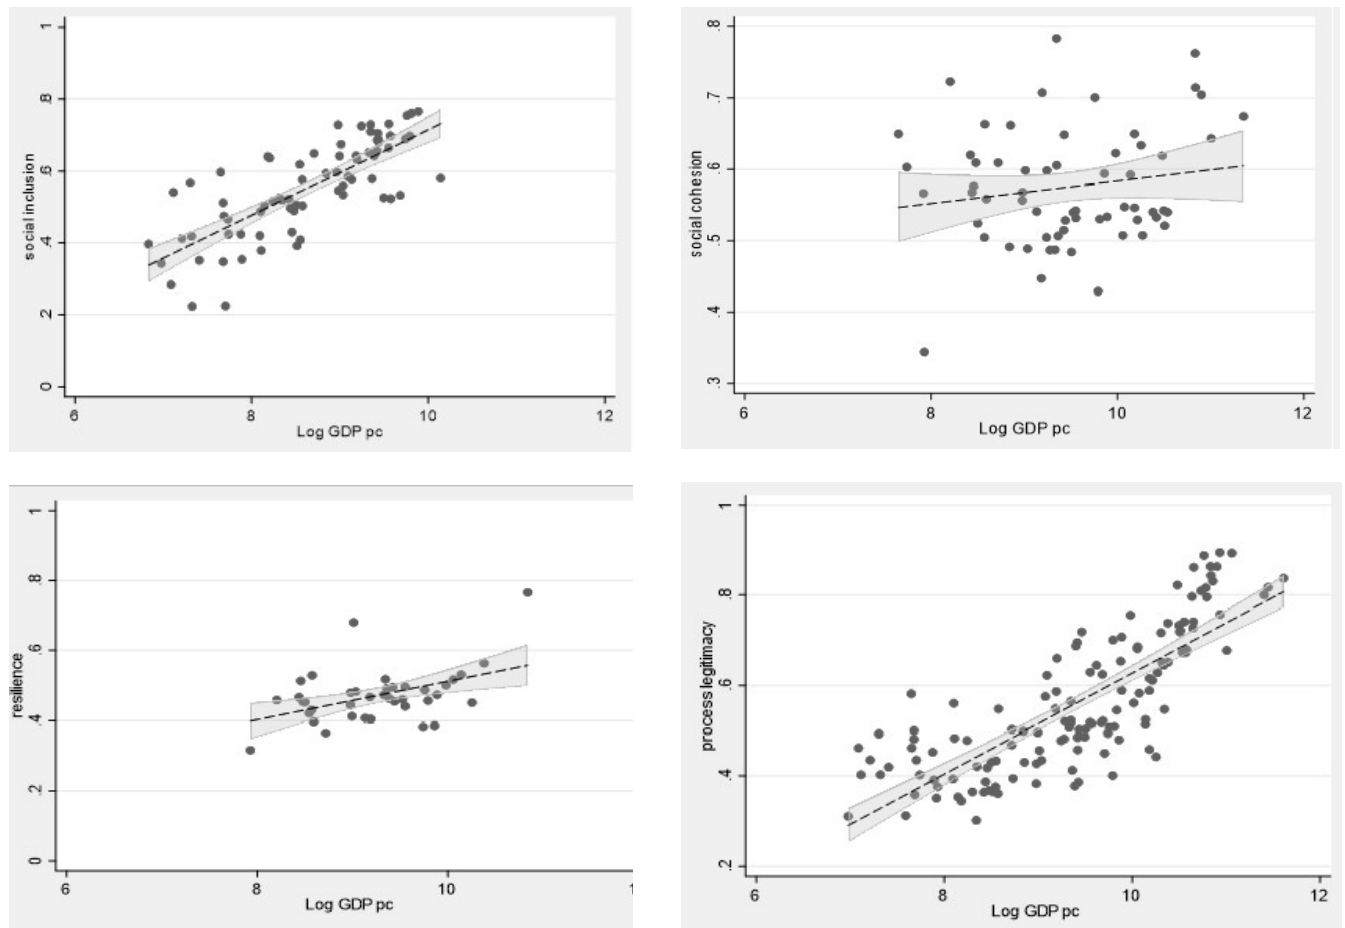 1
.8
.6
.4
.2
0
social inclusion
6 8 10 12
Log GDP pc
.8
.7
.6
.5
.4
.3
social cohesion
6 8 10 12
Log GDP pc
1
.8
.6
.4
.2
0
resilience
6 8 10 1
Log GDP pc
1
.8
.6
.4
.2
process legitimacy
6 8 10 12
Log GDP pc